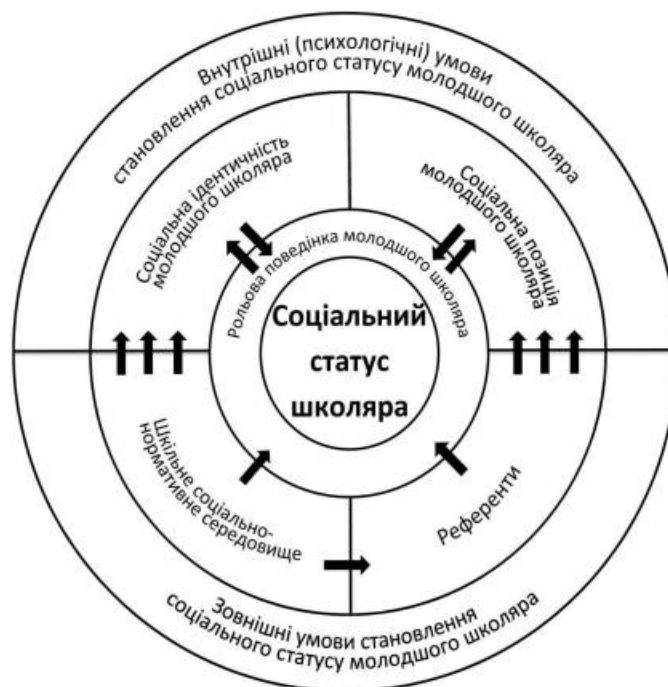 Внутрішні (психологічні) умови
становлення соціального статусу молодшого школяра
Соціальна ідентичність
молодшого школяра
Соціальна позиція
молодшого школяра
Рольова поведінка молодшого школяра
Соціальний
статус
школяра
Шкільне соціально-
нормативне середовище
Референти
Зовнішні умови становлення
соціального статусу молодшого школяра